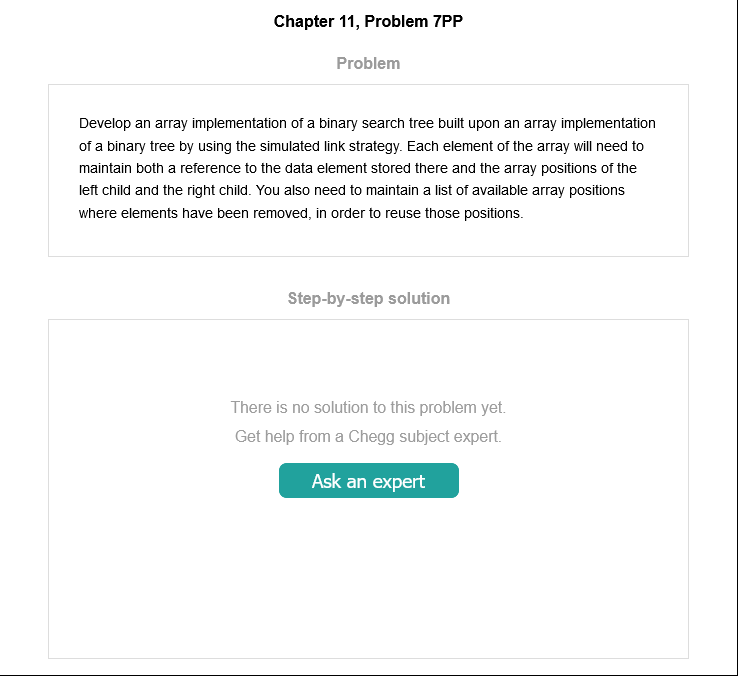 Chapter 11, Problem 7PP
Problem
Develop an array implementation of a binary search tree built upon an array implementation
of a binary tree by using the simulated link strategy. Each element of the array will need to
maintain both a reference to the data element stored there and the array positions of the
left child and the right child. You also need to maintain a list of available array positions
where elements have been removed, in order to reuse those positions.
Step-by-step solution
There is no solution to this problem yet.
Get help from a Chegg subject expert.
Ask an expert